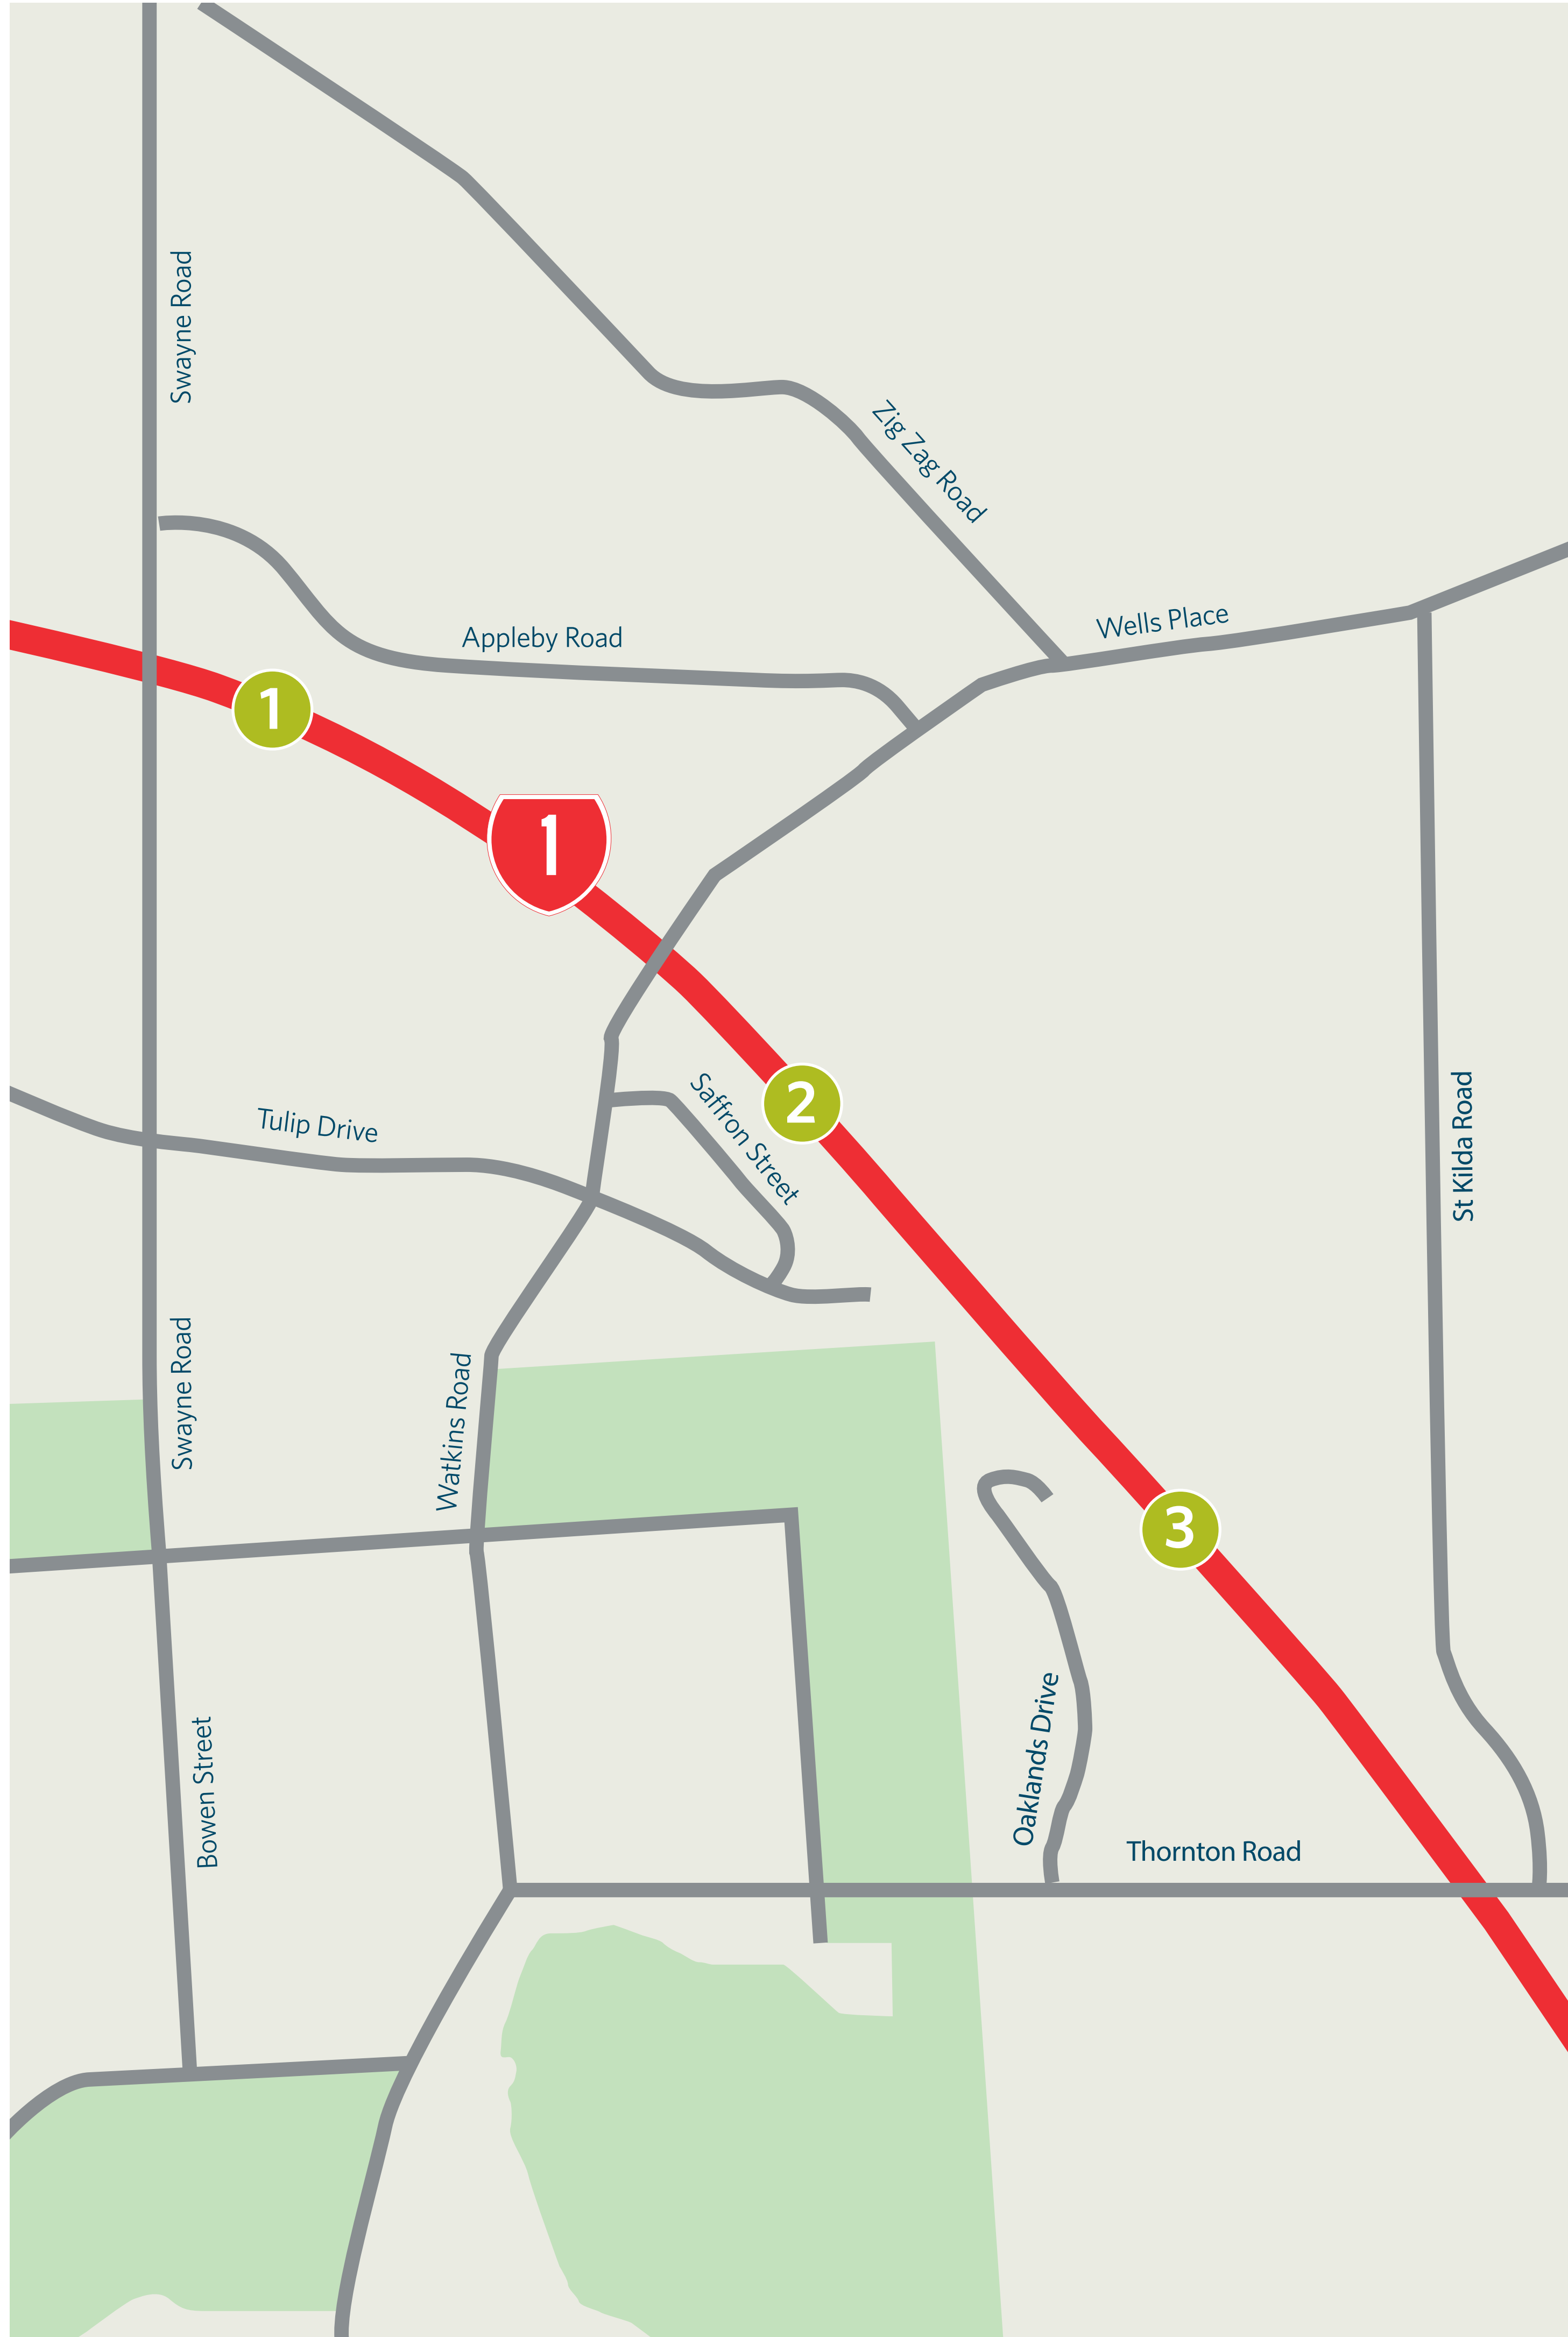 Swayne Road
Zig Zag Road
Wells Place
Appleby Road
1
1
2
Saffron Street
Tulip Drive
St Kilda Road
Swayne Road
Watkins Road
3
Oaklands Drive
Bowen Street
Thornton Road